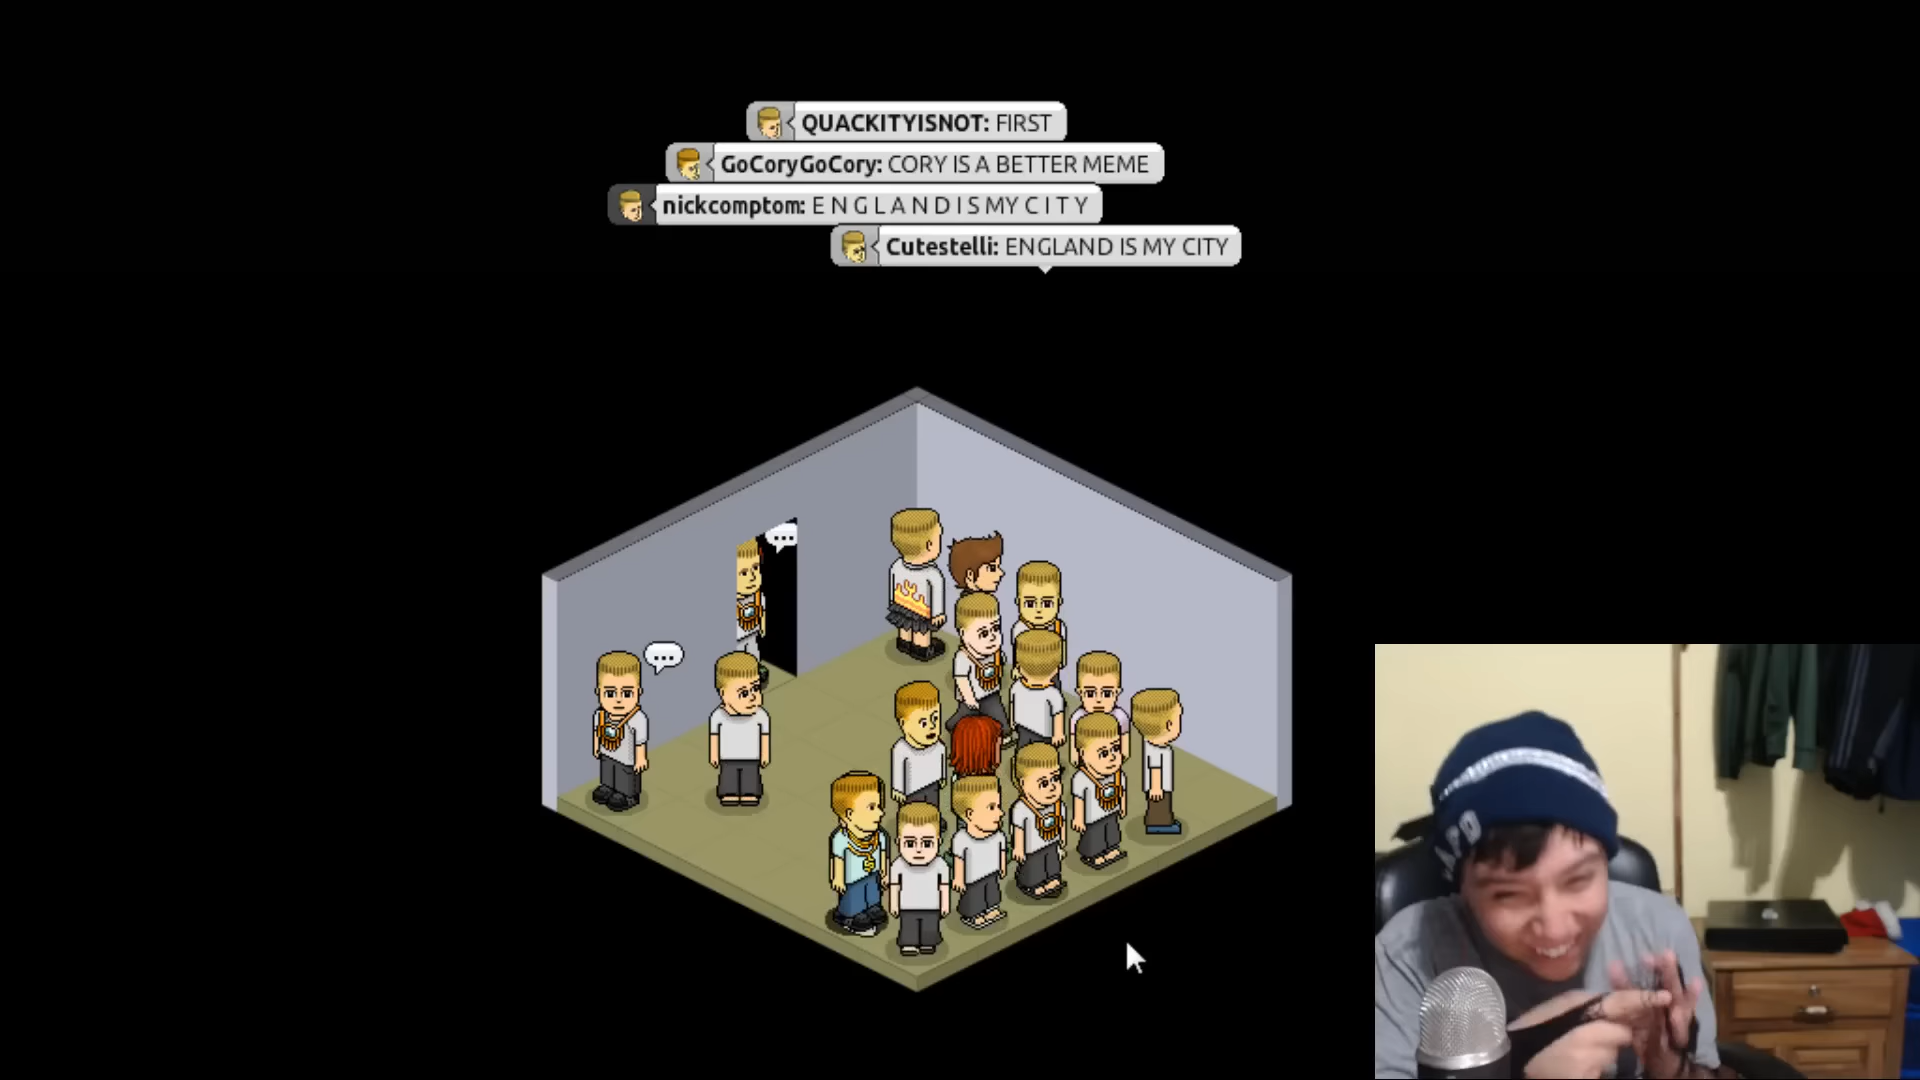 QUACKITYISNOT: FIRST
GoCoryGoCory: CORY IS A BETTER MEME
nickcomptom: E N G L A N D I S MY C I T Y
Cutestelli: ENGLAND IS MY CITY